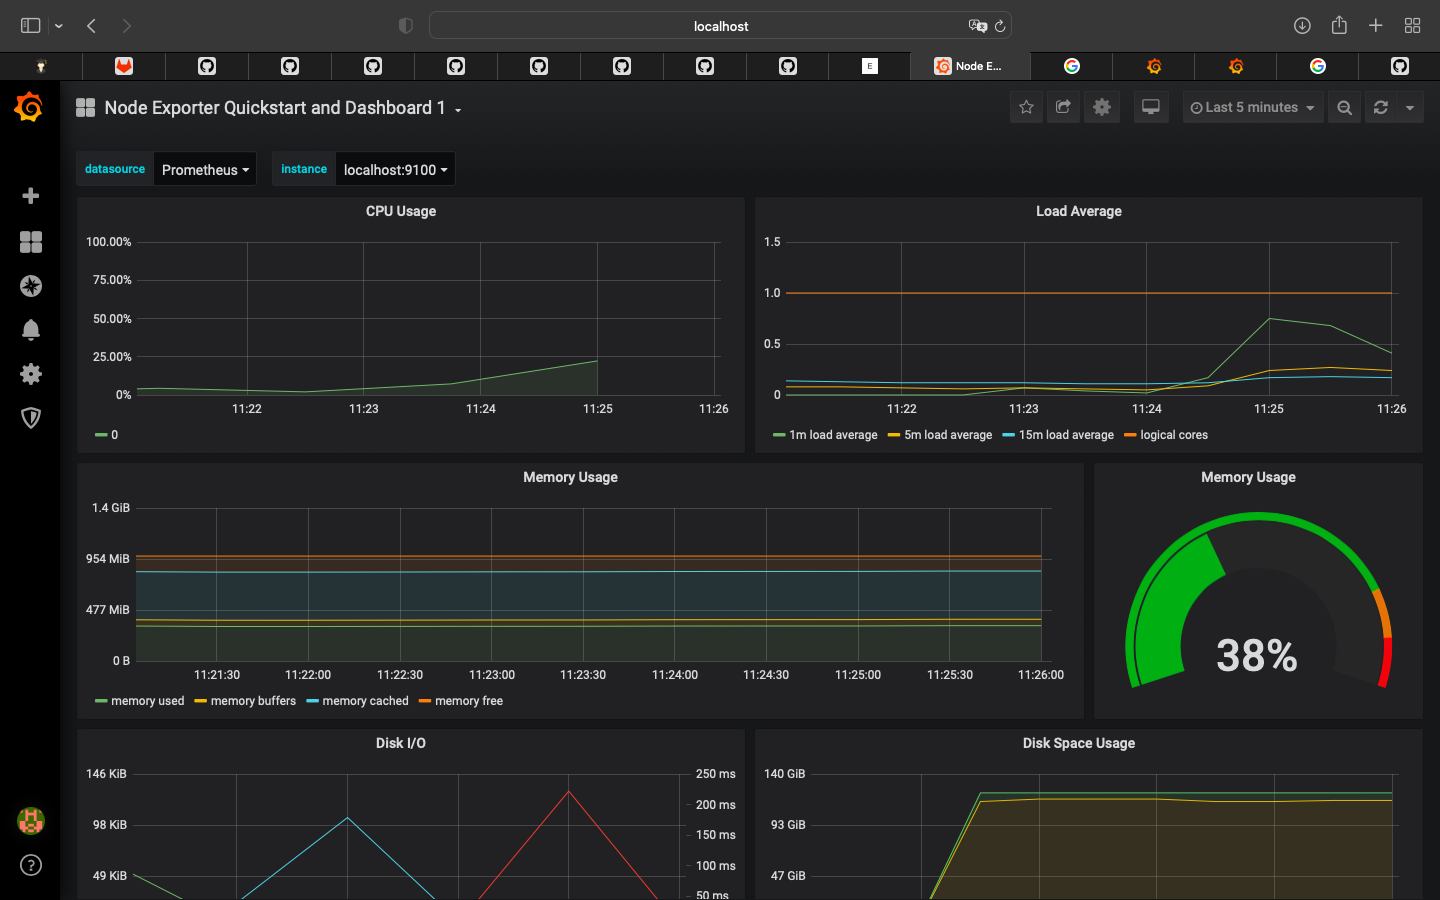 localhost
E
Node E...
Node Exporter Quickstart and Dashboard 1
Last 5 minutes
datasource Prometheus instance localhost:9100
CPU Usage
100.00%
75.00%
50.00%
25.00%
0%
11:22 11:23 11:24 11:25 11:26
0
Load Average
1.5
1.0
0.5
0
11:22 11:23 11:24 11:25 11:26
1m load average 5m load average 15m load average logical cores
Memory Usage
1.4 GiB
954 MiB
477 MiB
0 B
11:21:30 11:22:00 11:22:30 11:23:00 11:23:30 11:24:00 11:24:30 11:25:00 11:25:30 11:26:00
memory used memory buffers memory cached memory free
Memory Usage
38%
Disk I/O
146 KiB
98 KiB
49 KiB
250 ms
200 ms
150 ms
100 ms
50 ms
Disk Space Usage
140 GiB
93 GiB
47 GiB